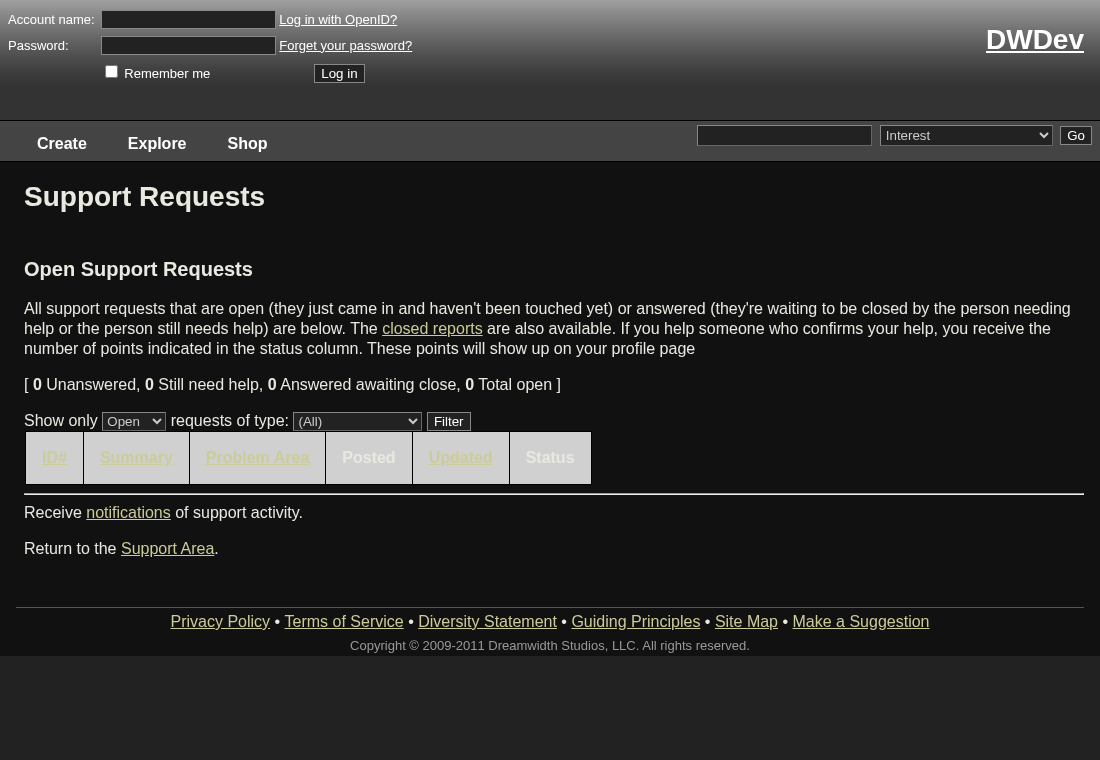 Account name: Log in with OpenID?
Password: Forget your password?
Remember me Log in
DWDev
Create Explore Shop
Interest Go
Support Requests
Open Support Requests
All support requests that are open (they just came in and haven't been touched yet) or answered (they're waiting to be closed by the person needing
help or the person still needs help) are below. The closed reports are also available. If you help someone who confirms your help, you receive the
number of points indicated in the status column. These points will show up on your profile page
[ 0 Unanswered, 0 Still need help, 0 Answered awaiting close, 0 Total open ]
Show only Open requests of type: (All) Filter
ID# Summary Problem Area Posted Updated Status
Receive notifications of support activity.
Return to the Support Area.
Privacy Policy • Terms of Service • Diversity Statement • Guiding Principles • Site Map • Make a Suggestion
Copyright © 2009-2011 Dreamwidth Studios, LLC. All rights reserved.